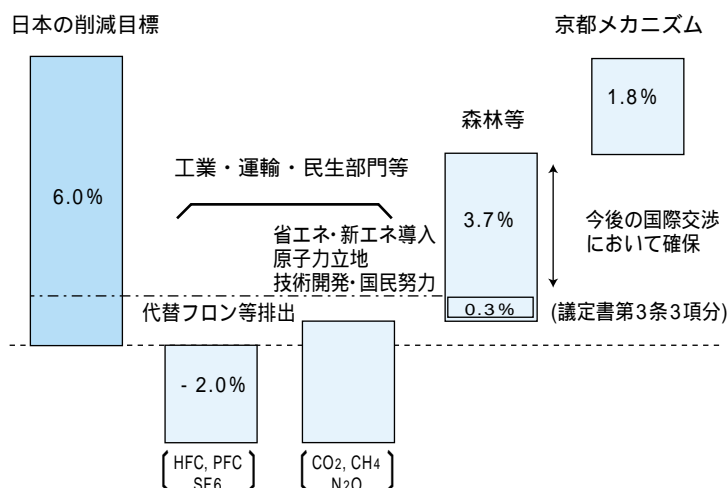 日本の削減目標
京都メカニズム
1.8%
森林等
工業・運輸・民生部門等
6.0%
3.7%
今後の国際交渉
において確保
省エネ・新エネ導入
原子力立地
技術開発・国民努力
代替フロン等排出
0.3%
(議定書第3条3項分)
- 2.0%
HFC, PFC
SF6
CO2, CH4
N2O